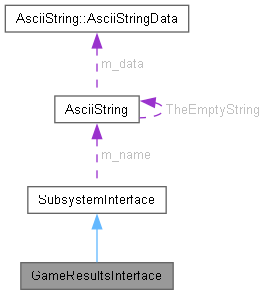 AsciiString::AsciiStringData
m_data
AsciiString
TheEmptyString
m_name
SubsystemInterface
GameResultsInterface